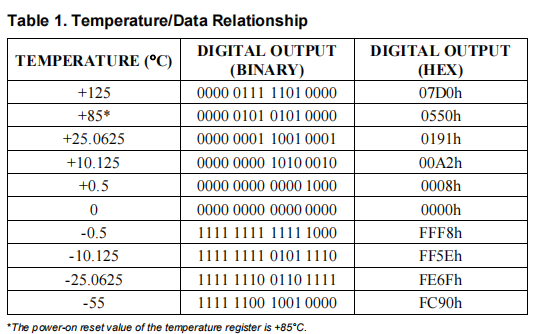 Table 1. Temperature/Data Relationship
TEMPERATURE (°C) DIGITAL OUTPUT (BINARY) DIGITAL OUTPUT (HEX)
+125 0000 0111 1101 0000 07D0h
+85* 0000 0101 0101 0000 0550h
+25.0625 0000 0001 1001 0001 0191h
+10.125 0000 0000 1010 0010 00A2h
+0.5 0000 0000 0000 1000 0008h
0 0000 0000 0000 0000 0000h
-0.5 1111 1111 1111 1000 FFF8h
-10.125 1111 1111 0101 1110 FF5Eh
-25.0625 1111 1110 0110 1111 FE6Fh
-55 1111 1100 1001 0000 FC90h
*The power-on reset value of the temperature register is +85°C.